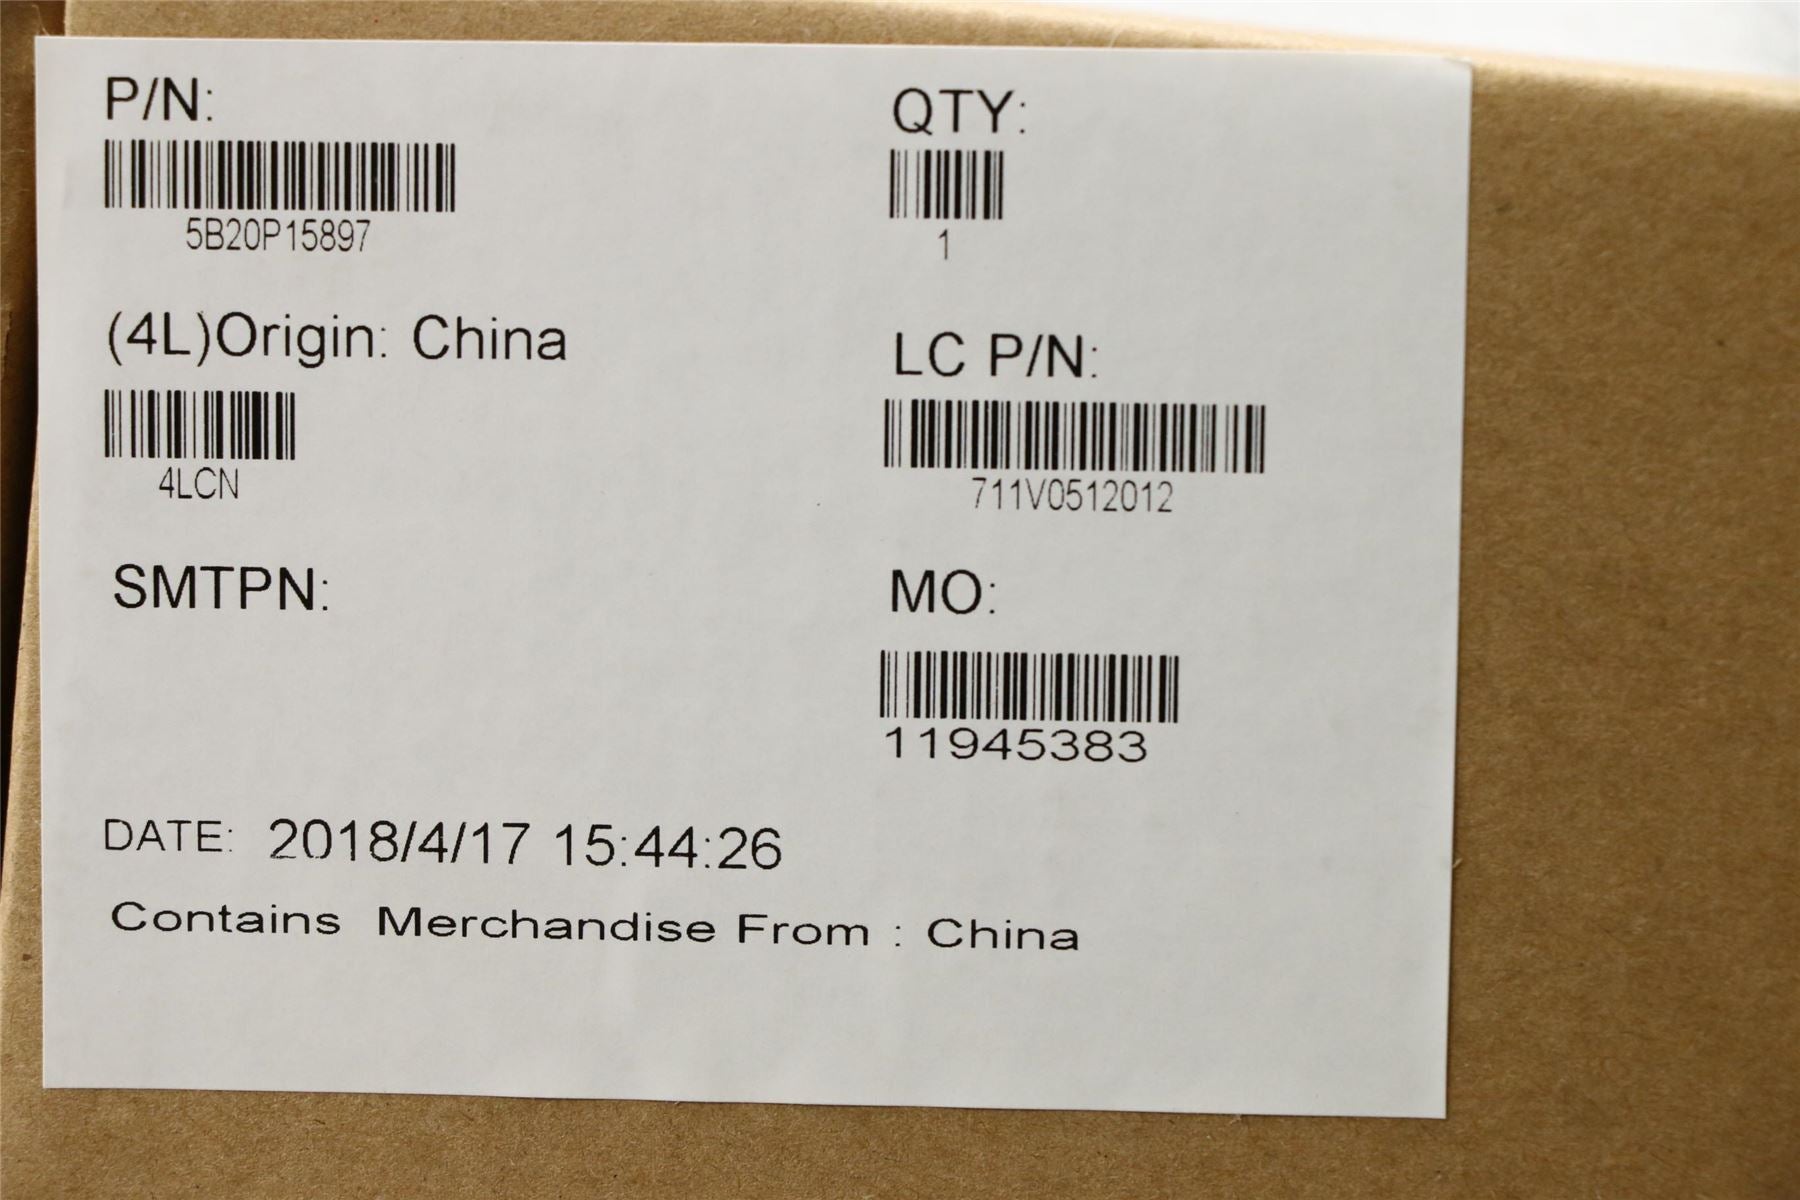 P/N:
5B20P15897
QTY:
1
(4L)Origin: China
4LCN
LC P/N:
711V0512012
SMTPN:
MO:
11945383
DATE: 2018/4/17 15:44:26
Contains Merchandise From : China